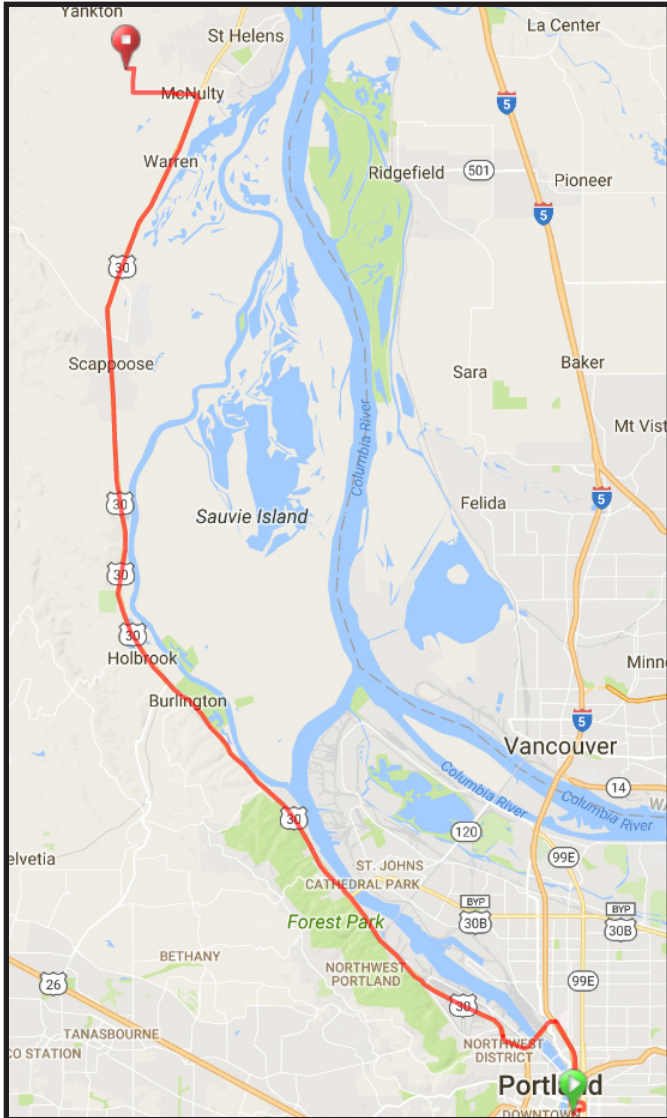 Yankton
La Center
St Helens
5
McNulty
Warren
Ridgefield
501
Pioneer
5
30
Scappoose
Sara
Baker
Mt Vist
Columbia River
30
Felida
5
Sauvie Island
30
30
Holbrook
Minn
Burlington
5
Vancouver
14
Columbia River
Columbia River
WA
30
120
99E
elvetia
ST. JOHNS
CATHEDRAL PARK
BYP
30B
BYP
30B
Forest Park
BETHANY
NORTHWEST
PORTLAND
26
99E
30
TANASBOURNE
NORTHWEST
DISTRICT
CO STATION
Portland
DOWNTOWN